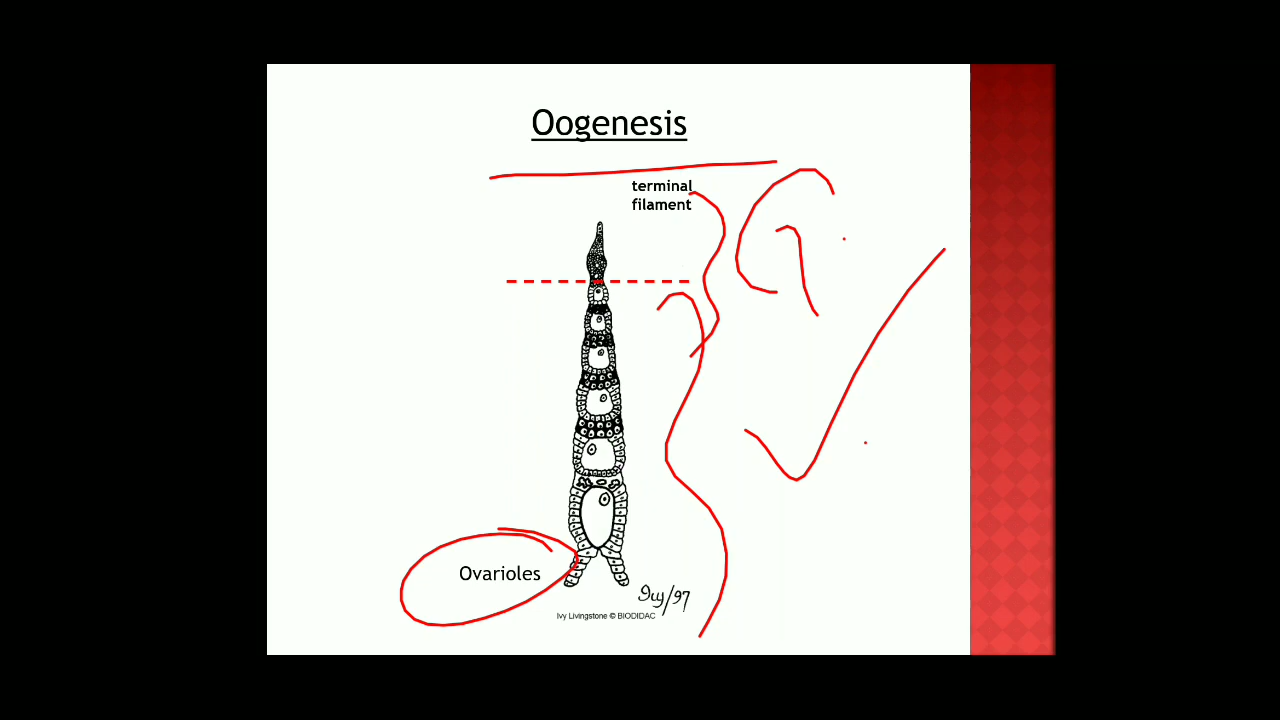 Oogenesis
terminal
filament
Ovarioles
Ivy/97
Ivy Livingstone © BIODIDAC